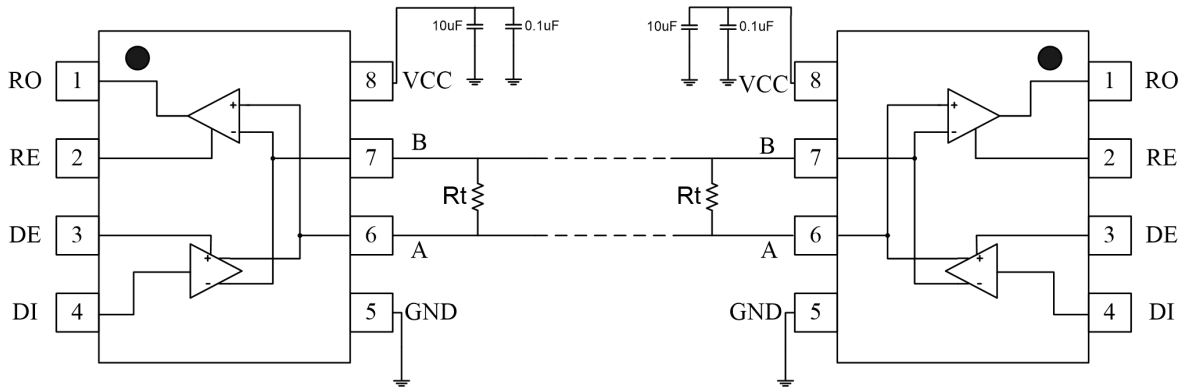 10uF 0.1uF 10uF 0.1uF
RO 1 8 VCC VCC 8 1 RO
+ +
- -
RE 2 7 B B 7 2 RE
Rt Rt
DE 3 6 A A 6 3 DE
+ +
- -
DI 4 5 GND GND 5 4 DI